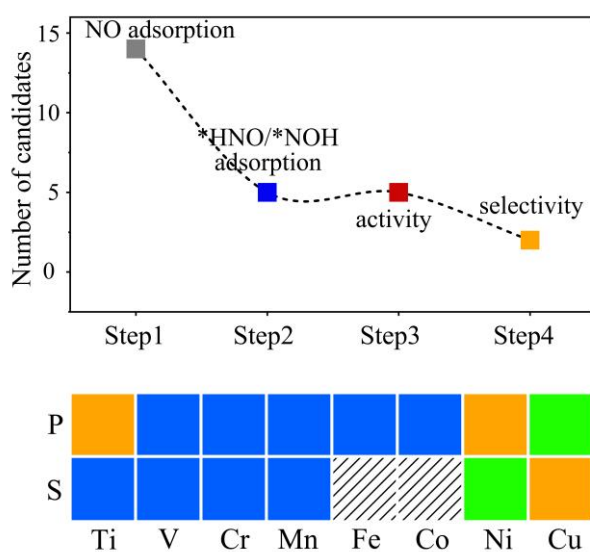 15
NO adsorption
10
*HNO/*NOH
adsorption
5
activity
selectivity
0
Number of candidates
Step1 Step2 Step3 Step4
P
S
Ti V Cr Mn Fe Co Ni Cu